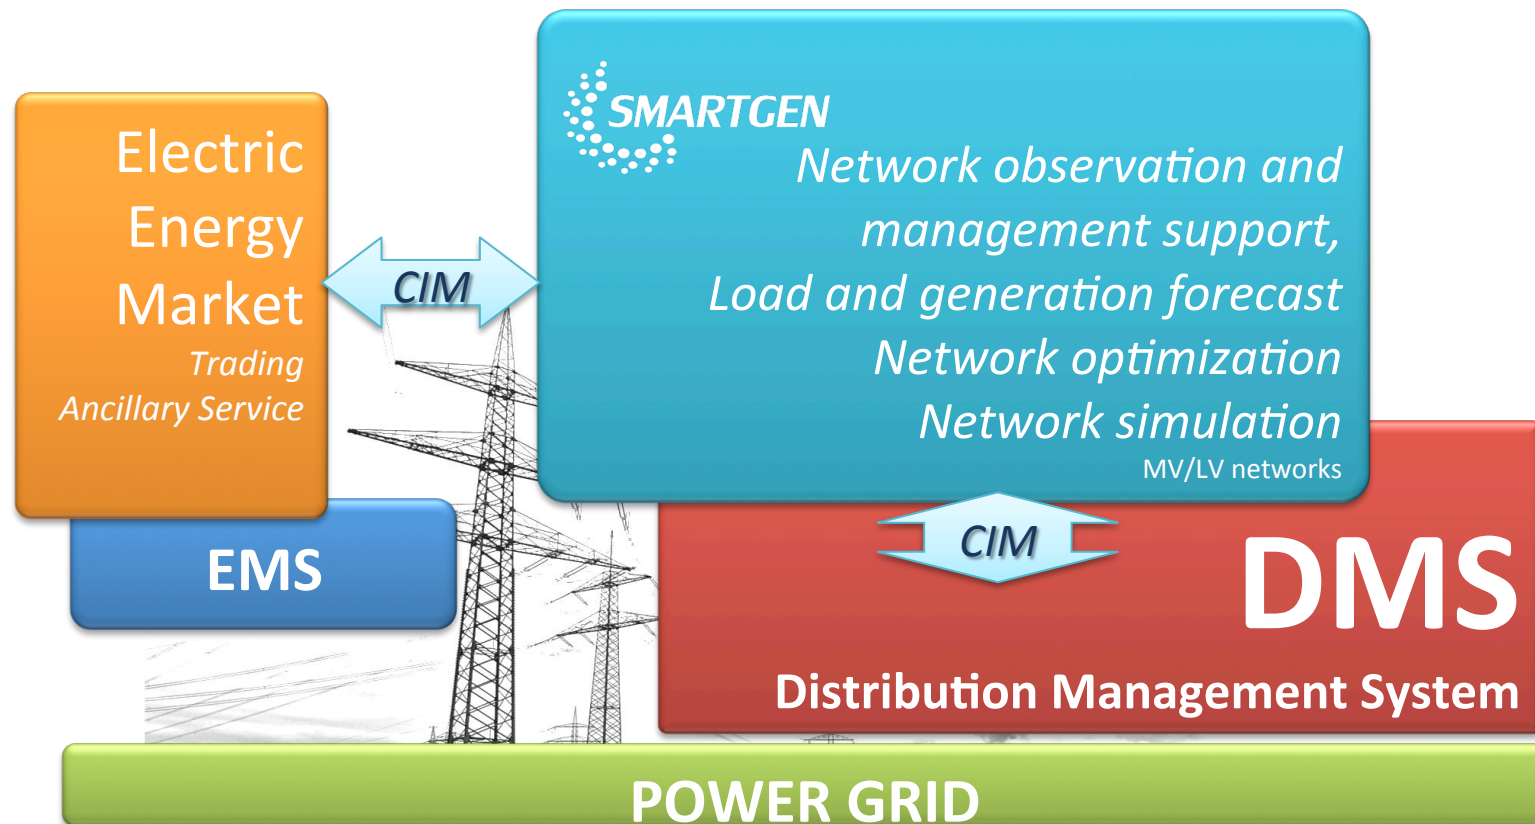 Electric
Energy
Market
Trading
Ancillary Service
CIM
SMARTGEN
Network observation and
management support,
Load and generation forecast
Network optimization
Network simulation
MV/LV networks
CIM
EMS
DMS
Distribution Management System
POWER GRID